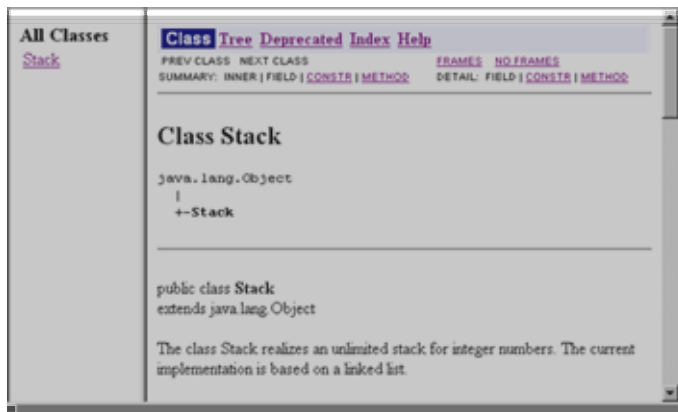 All Classes
Stack
Class Tree Deprecated Index Help
PREV CLASS NEXT CLASS FRAMES NO FRAMES
SUMMARY: INNER | FIELD | CONSTR | METHOD DETAIL: FIELD | CONSTR | METHOD
Class Stack
java.lang.Object
|
+-Stack
public class Stack
extends java.lang.Object
The class Stack realizes an unlimited stack for integer numbers. The current
implementation is based on a linked list.